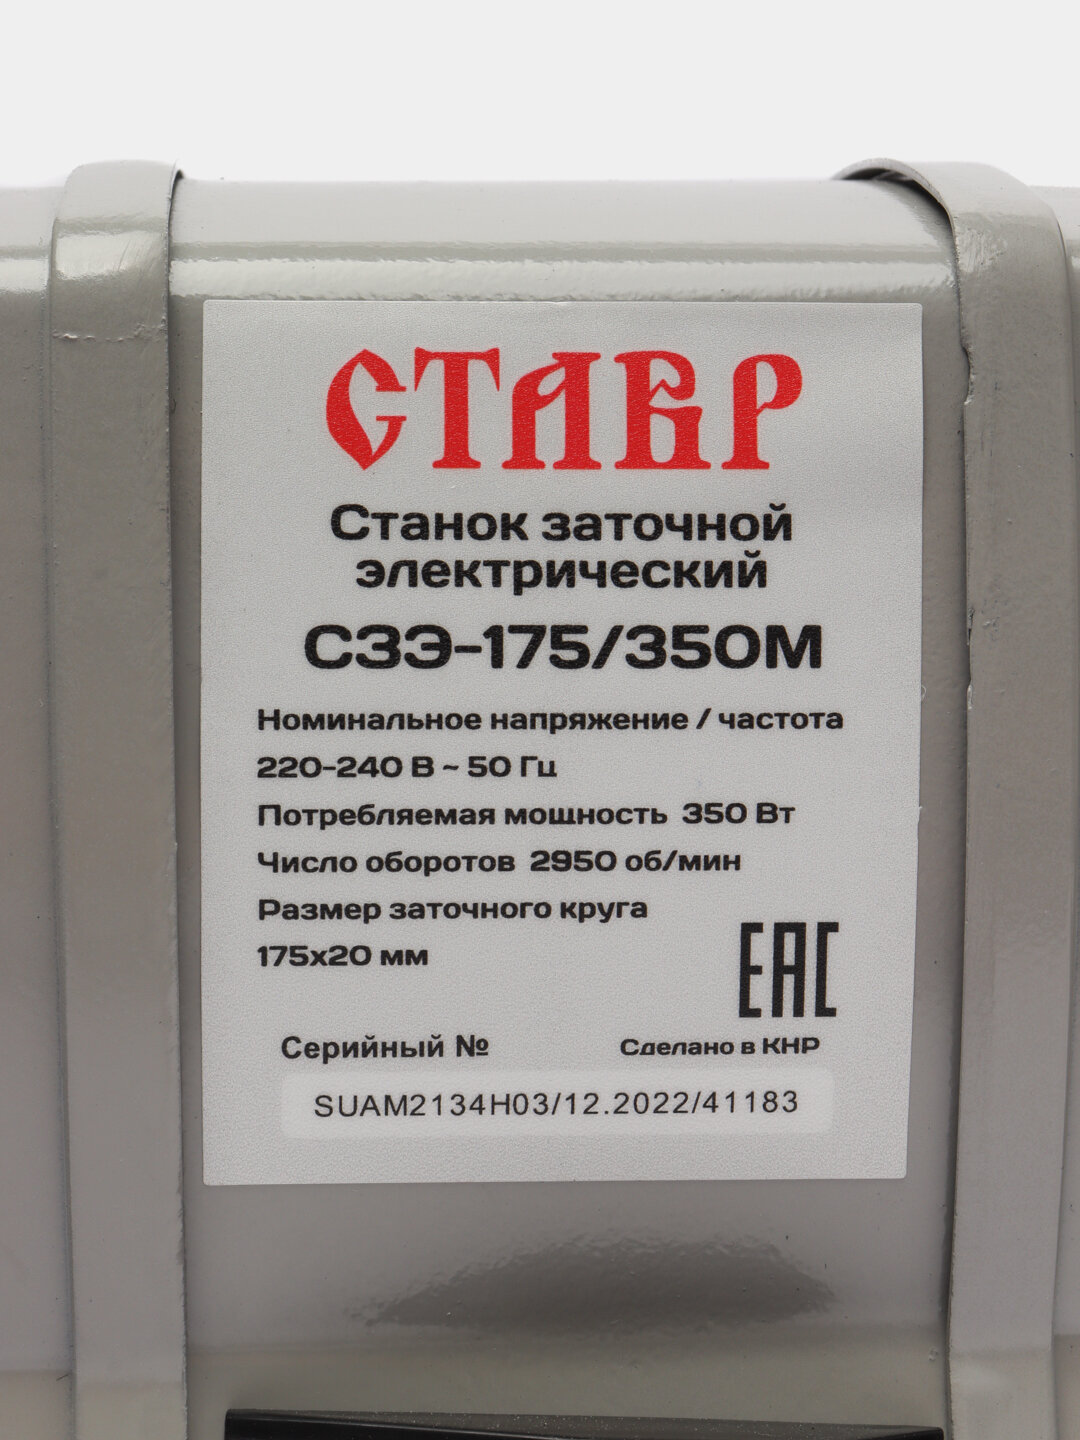 СТАВР
Станок заточной
электрический
СЗЭ-175/350М
Номинальное напряжение / частота
220-240 В ~ 50 Гц
Потребляемая мощность 350 Вт
Число оборотов 2950 об/мин
Размер заточного круга
175х20 мм
EAC
Серийный № Сделано в КНР
SUAM2134H03/12.2022/41183